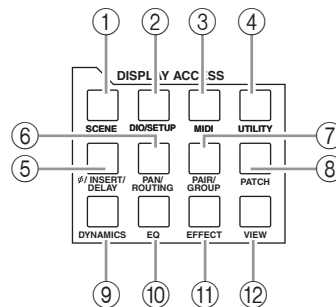 ① ② ③ ④
DISPLAY ACCESS
SCENE DIO/SETUP MIDI UTILITY
⑥ ⑦
⑤ ⑧
ϕ/ INSERT/ DELAY PAN/ ROUTING PAIR/ GROUP PATCH
DYNAMICS EQ EFFECT VIEW
⑨ ⑩ ⑪ ⑫